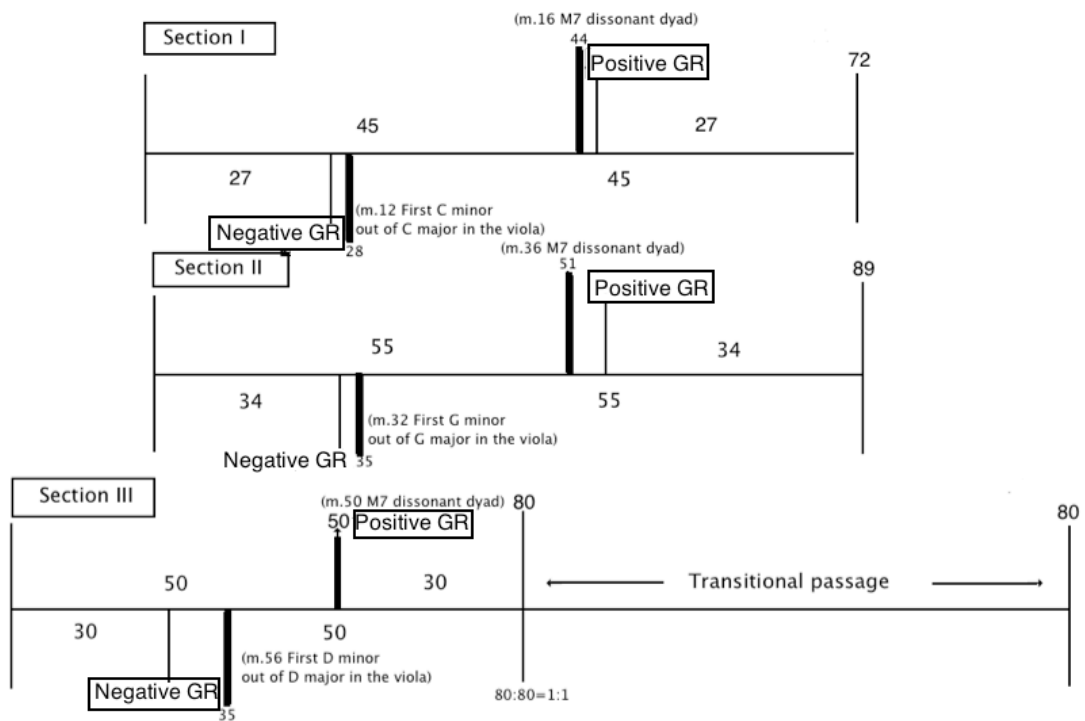 (m.16 M7 dissonant dyad)
Section I
44
Positive GR
72
45
27
27
45
(m.12 First C minor
out of C major in the viola)
Negative GR
28
(m.36 M7 dissonant dyad)
Section II
51
89
Positive GR
55
34
34
55
(m.32 First G minor
out of G major in the viola)
Negative GR
35
Section III
(m.50 M7 dissonant dyad)
80
50
Positive GR
80
50
30
Transitional passage
30
50
(m.56 First D minor
out of D major in the viola)
Negative GR
80:80=1:1
35